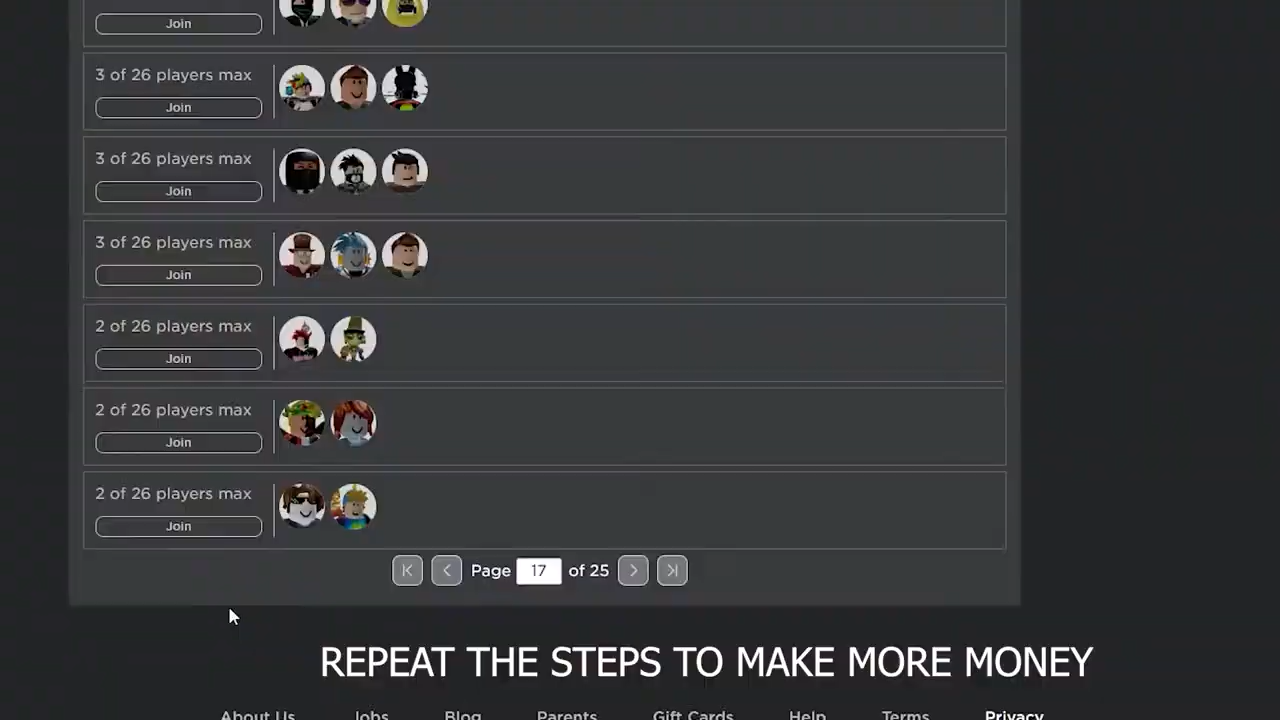 Join
3 of 26 players max
Join
3 of 26 players max
Join
3 of 26 players max
Join
2 of 26 players max
Join
2 of 26 players max
Join
2 of 26 players max
Join
Page 17 of 25
REPEAT THE STEPS TO MAKE MORE MONEY
About Us Jobs Blog Parents Gift Cards Help Terms Privacy